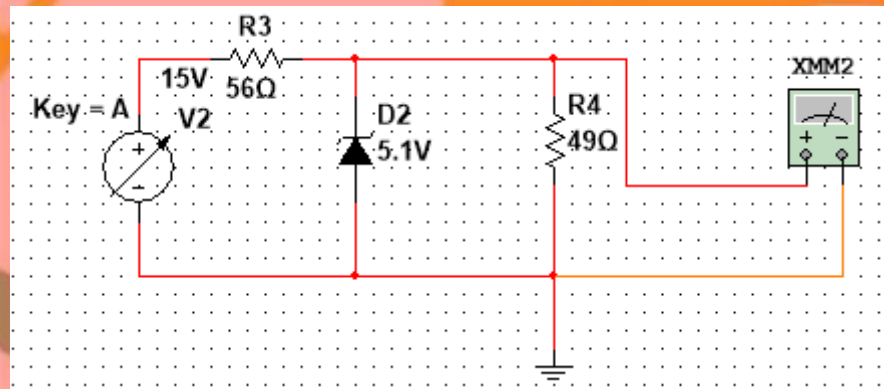 R3
15V
56Ω
Key = A
V2
D2
5.1V
R4
49Ω
XMM2